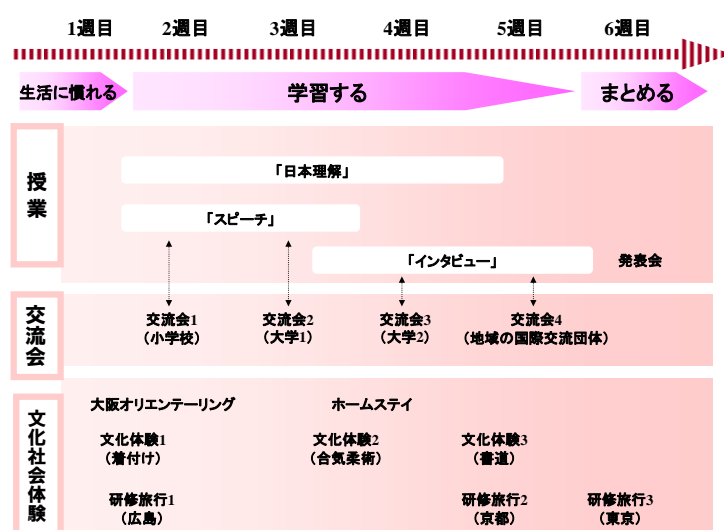 1週目
2週目
3週目
4週目
5週目
6週目
生活に慣れる
学習する
まとめる
授業
「日本理解」
「スピーチ」
「インタビュー」
発表会
交流会
交流会1
(小学校)
交流会2
(大学1)
交流会3
(大学2)
交流会4
(地域の国際交流団体)
文化社会体験
大阪オリエンテーリング
ホームステイ
文化体験1
(着付け)
文化体験2
(合気柔術)
文化体験3
(書道)
研修旅行1
(広島)
研修旅行2
(京都)
研修旅行3
(東京)